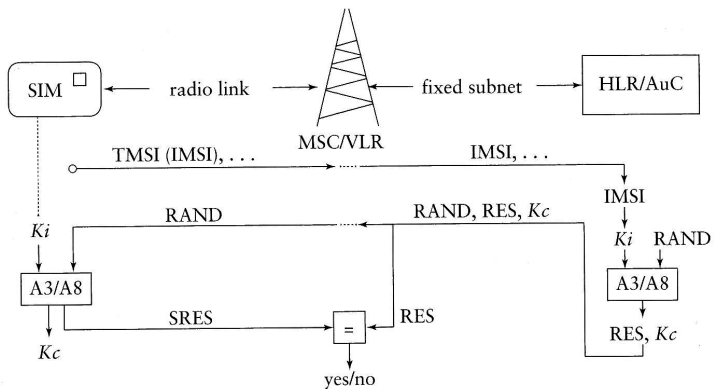 SIM
radio link
fixed subnet
HLR/AuC
MSC/VLR
TMSI (IMSI), . . .
IMSI, . . .
IMSI
RAND
RAND, RES, Kc
Ki
Ki
RAND
A3/A8
A3/A8
SRES
=
RES
RES, Kc
Kc
yes/no